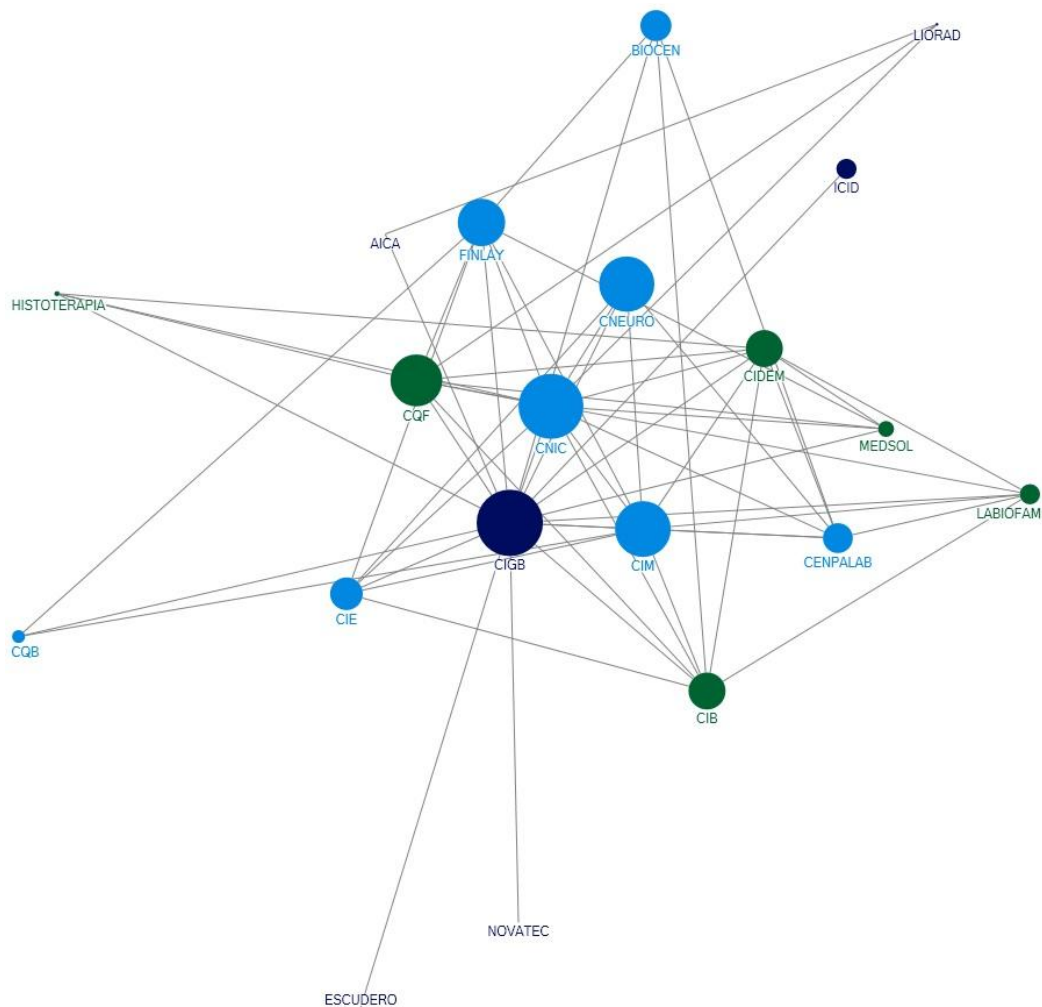 LIORAD
BIOCEN
ICID
AICA
FINLAY
HISTOTERAPIA
CNEURO
CIDEM
CQF
CNIC
MEDSOL
LABIOFAM
CIGB
CIM
CENPALAB
CIE
CQB
CIB
NOVATEC
ESCUDERO